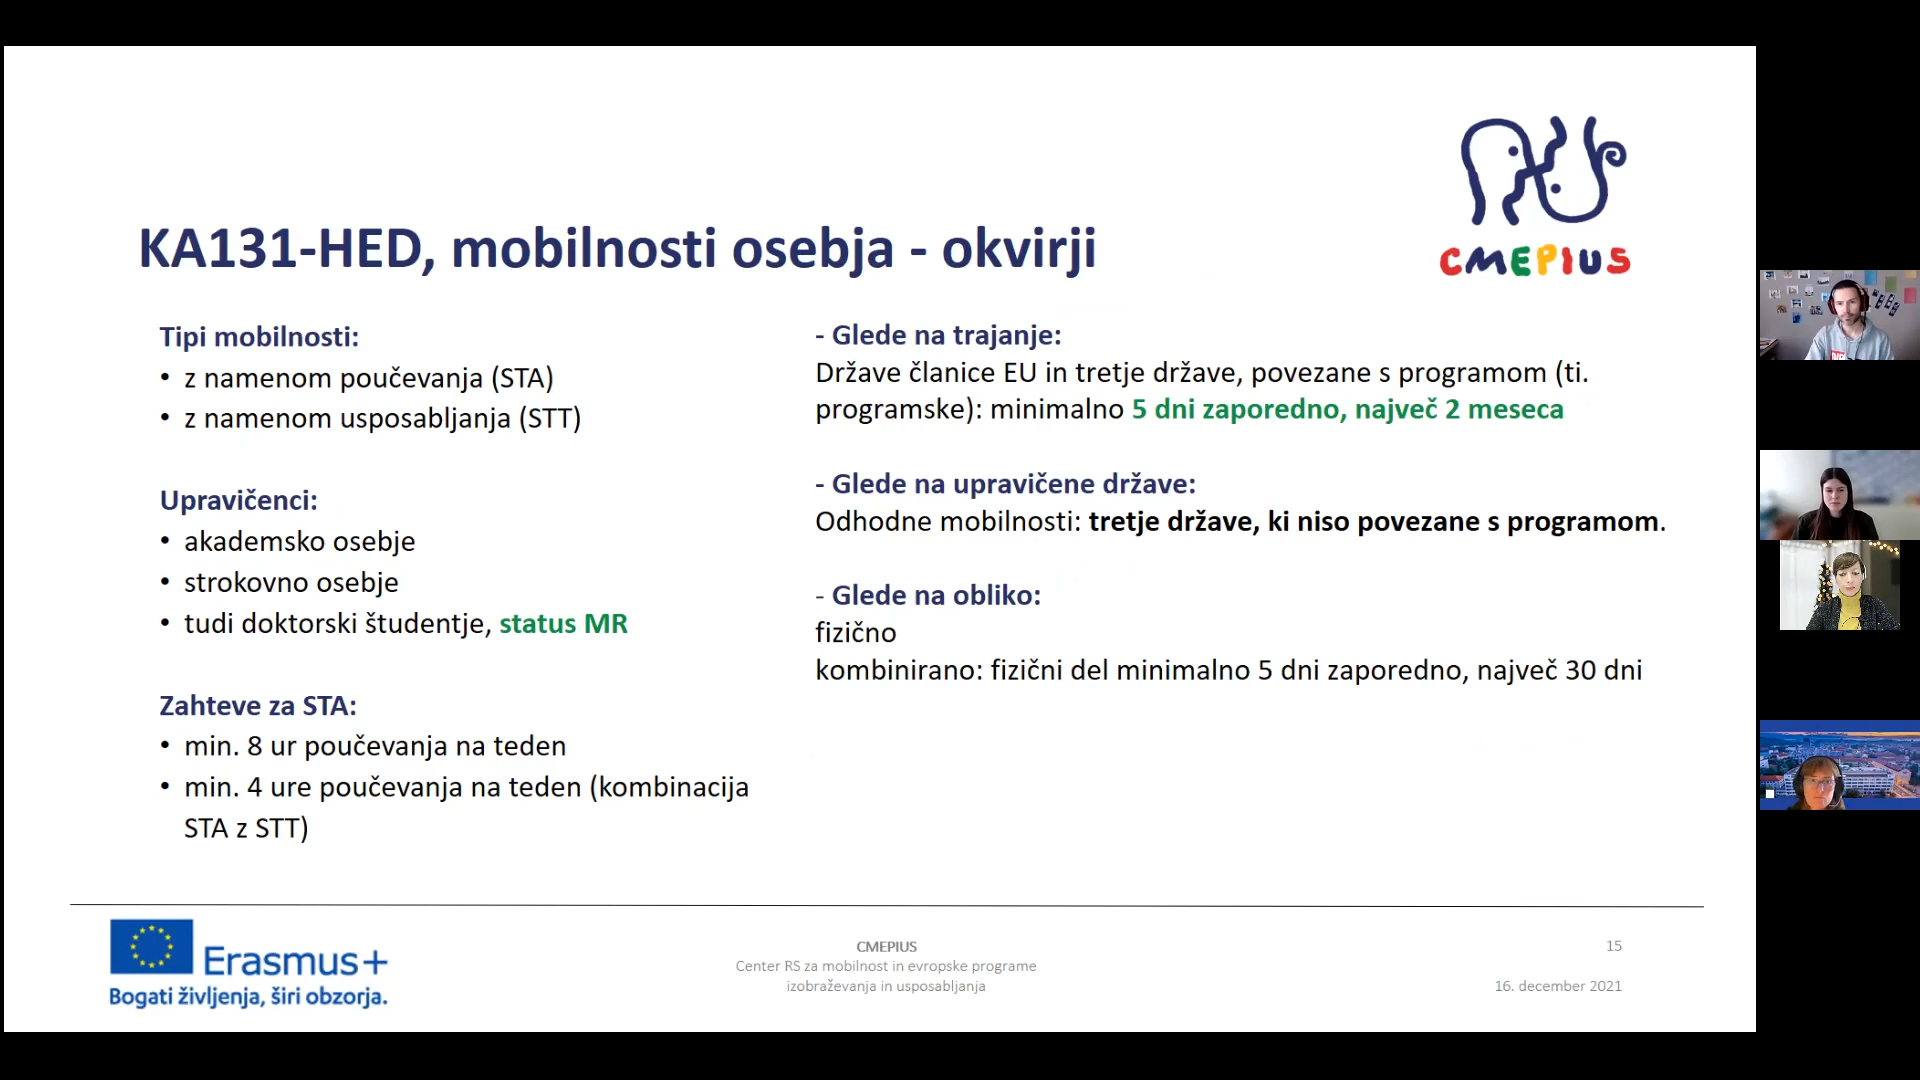 CMEPIUS
KA131-HED, mobilnosti osebja - okvirji
Tipi mobilnosti:
• z namenom poučevanja (STA)
• z namenom usposabljanja (STT)
Upravičenci:
• akademsko osebje
• strokovno osebje
• tudi doktorski študentje, status MR
Zahteve za STA:
• min. 8 ur poučevanja na teden
• min. 4 ure poučevanja na teden (kombinacija
STA z STT)
- Glede na trajanje:
Države članice EU in tretje države, povezane s programom (ti.
programske): minimalno 5 dni zaporedno, največ 2 meseca
- Glede na upravičene države:
Odhodne mobilnosti: tretje države, ki niso povezane s programom.
- Glede na obliko:
fizično
kombinirano: fizični del minimalno 5 dni zaporedno, največ 30 dni
Erasmus+
Bogati življenja, širi obzorja.
CMEPIUS
Center RS za mobilnost in evropske programe
izobraževanja in usposabljanja
15
16. december 2021